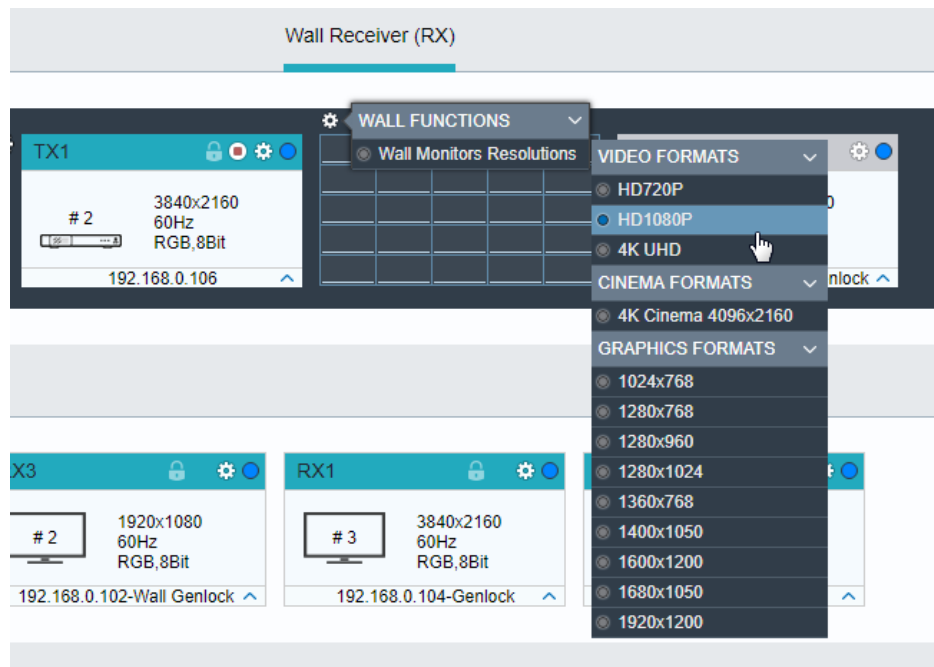 Wall Receiver (RX)
WALL FUNCTIONS
Wall Monitors Resolutions
TX1
# 2
3840x2160
60Hz
RGB,8Bit
192.168.0.106
VIDEO FORMATS
HD720P
HD1080P
4K UHD
CINEMA FORMATS
4K Cinema 4096x2160
GRAPHICS FORMATS
1024x768
1280x768
1280x960
1280x1024
1360x768
1400x1050
1600x1200
1680x1050
1920x1200
0
nlock
X3
# 2
1920x1080
60Hz
RGB,8Bit
192.168.0.102-Wall Genlock
RX1
# 3
3840x2160
60Hz
RGB,8Bit
192.168.0.104-Genlock